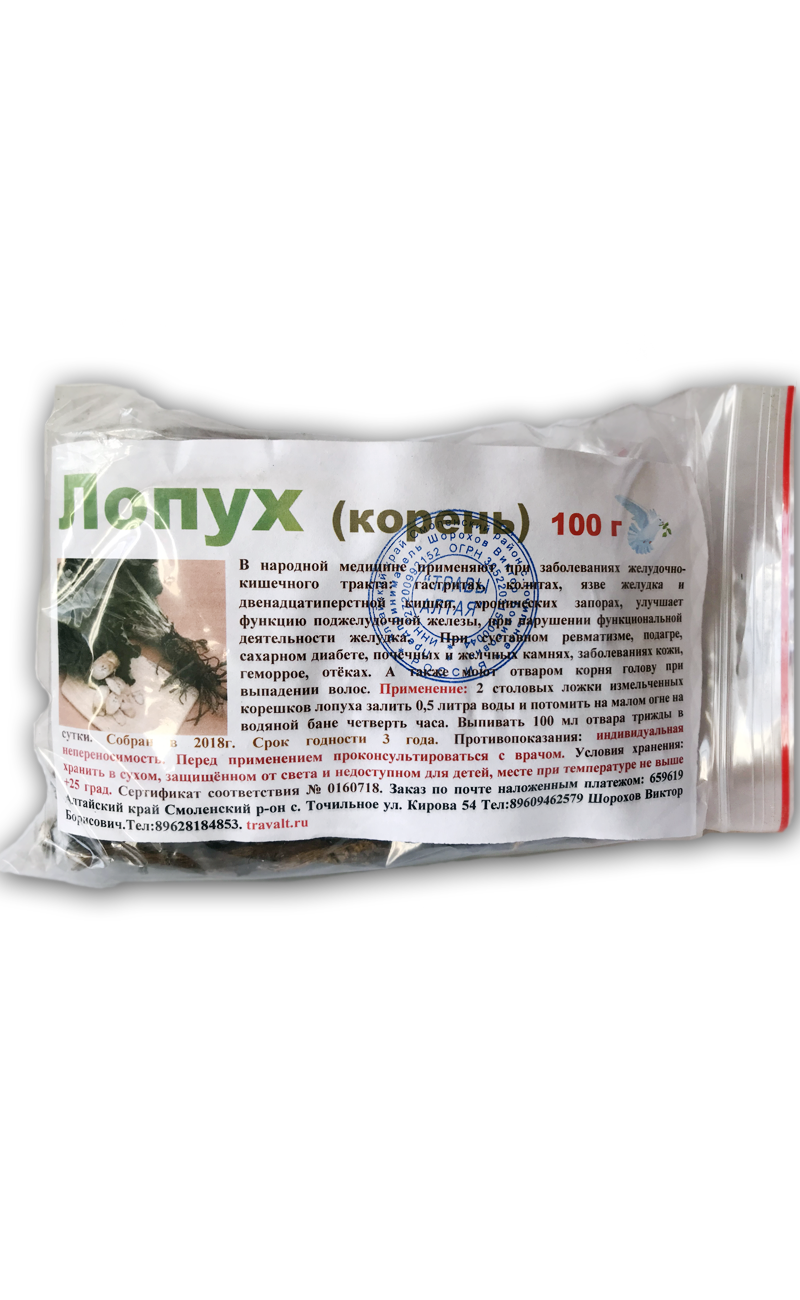 Лопух (корень) 100 г
В народной медицине применяют при заболеваниях желудочно-
кишечного тракта: гастритах, колитах, язве желудка и
двенадцатиперстной кишки, хронических запорах, улучшает
функцию поджелудочной железы, при нарушении функциональной
деятельности желудка. При суставном ревматизме, подагре,
сахарном диабете, почечных и желчных камнях, заболеваниях кожи,
геморрое, отёках. А также моют отваром корня голову при
выпадении волос. Применение: 2 столовых ложки измельченных
корешков лопуха залить 0,5 литра воды и потомить на малом огне на
водяной бане четверть часа. Выпивать 100 мл отвара трижды в
сутки. Собран в 2018г. Срок годности 3 года. Противопоказания: индивидуальная
непереносимость. Перед применением проконсультироваться с врачом. Условия хранения:
хранить в сухом, защищённом от света и недоступном для детей, месте при температуре не выше
+25 град. Сертификат соответствия № 0160718. Заказ по почте наложенным платежом: 659619
Алтайский край Смоленский р-он с. Точильное ул. Кирова 54 Тел:89609462579 Шорохов Виктор
Борисович.Тел:89628184853. travalt.ru
"ТРАВЫ
АЛТАЯ"
РОССИЯ